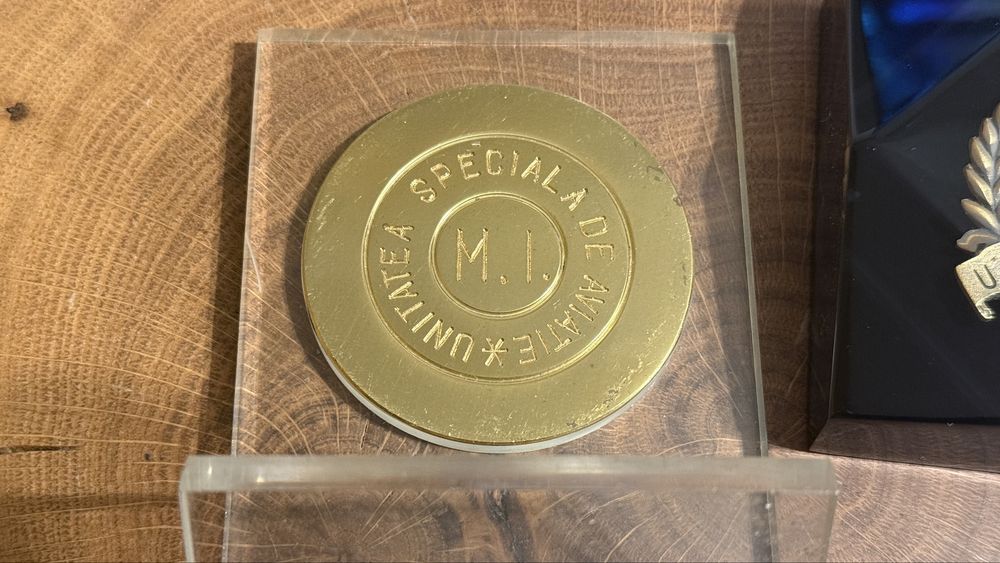 UNITATEA SPECIALA DE AVIATIE *
M.I.
U